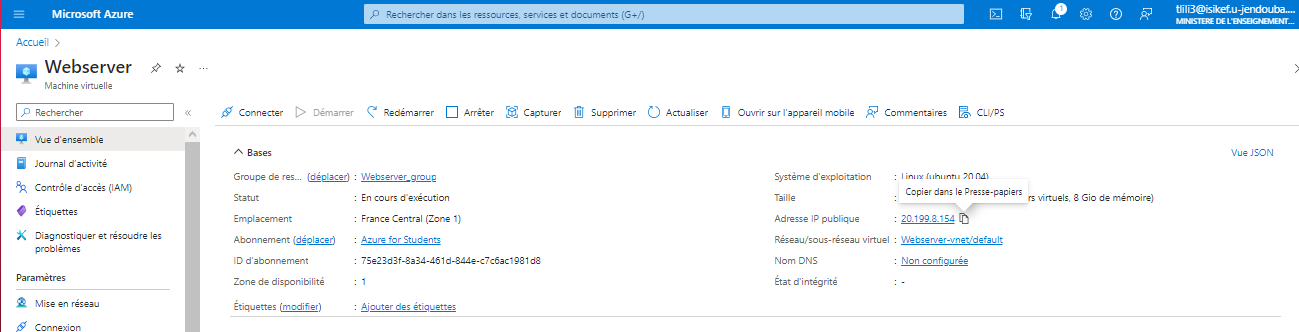 Microsoft Azure
Rechercher dans les ressources, services et documents (G+/)
1
tlili3@isikef.u-jendouba....
MINISTERE DE L'ENSEIGNEMENT...
Accueil
Webserver
Machine virtuelle
Rechercher
Connecter Démarrer Redémarrer Arrêter Capturer Supprimer Actualiser Ouvrir sur l'appareil mobile Commentaires CLI/PS
Vue d'ensemble
Journal d'activité
Contrôle d'accès (IAM)
Étiquettes
Diagnostiquer et résoudre les problèmes
Paramètres
Mise en réseau
Connexion
Bases
Vue JSON
Groupe de res... (déplacer) : Webserver_group
Statut : En cours d'exécution
Emplacement : France Central (Zone 1)
Abonnement (déplacer) : Azure for Students
ID d'abonnement : 75e23d3f-8a34-461d-844e-c7c6ac1981d8
Zone de disponibilité : 1
Étiquettes (modifier) : Ajouter des étiquettes
Système d'exploitation : Linux (ubuntu 20.04)
Copier dans le Presse-papiers
Taille : virtuels, 8 Gio de mémoire)
Adresse IP publique : 20.199.8.154
Réseau/sous-réseau virtuel : Webserver-vnet/default
Nom DNS : Non configurée
État d'intégrité : -